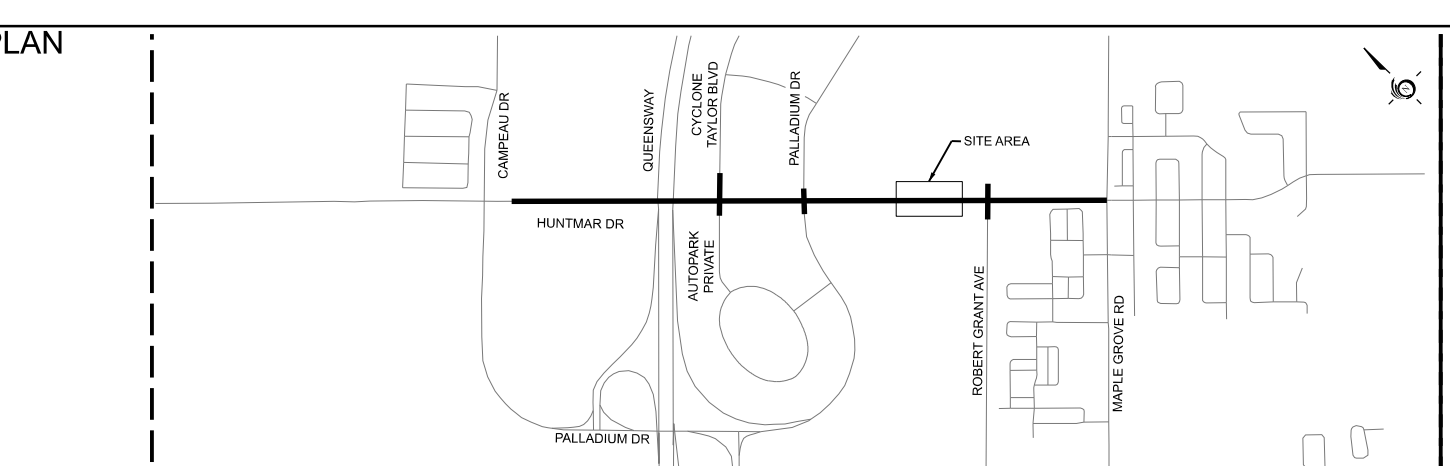 PLAN
CAMPEAU DR
QUEENSWAY
CYCLONE
TAYLOR BLVD
PALLADIUM DR
SITE AREA
HUNTMAR DR
AUTOPARK
PRIVATE
ROBERT GRANT AVE
MAPLE GROVE RD
PALLADIUM DR